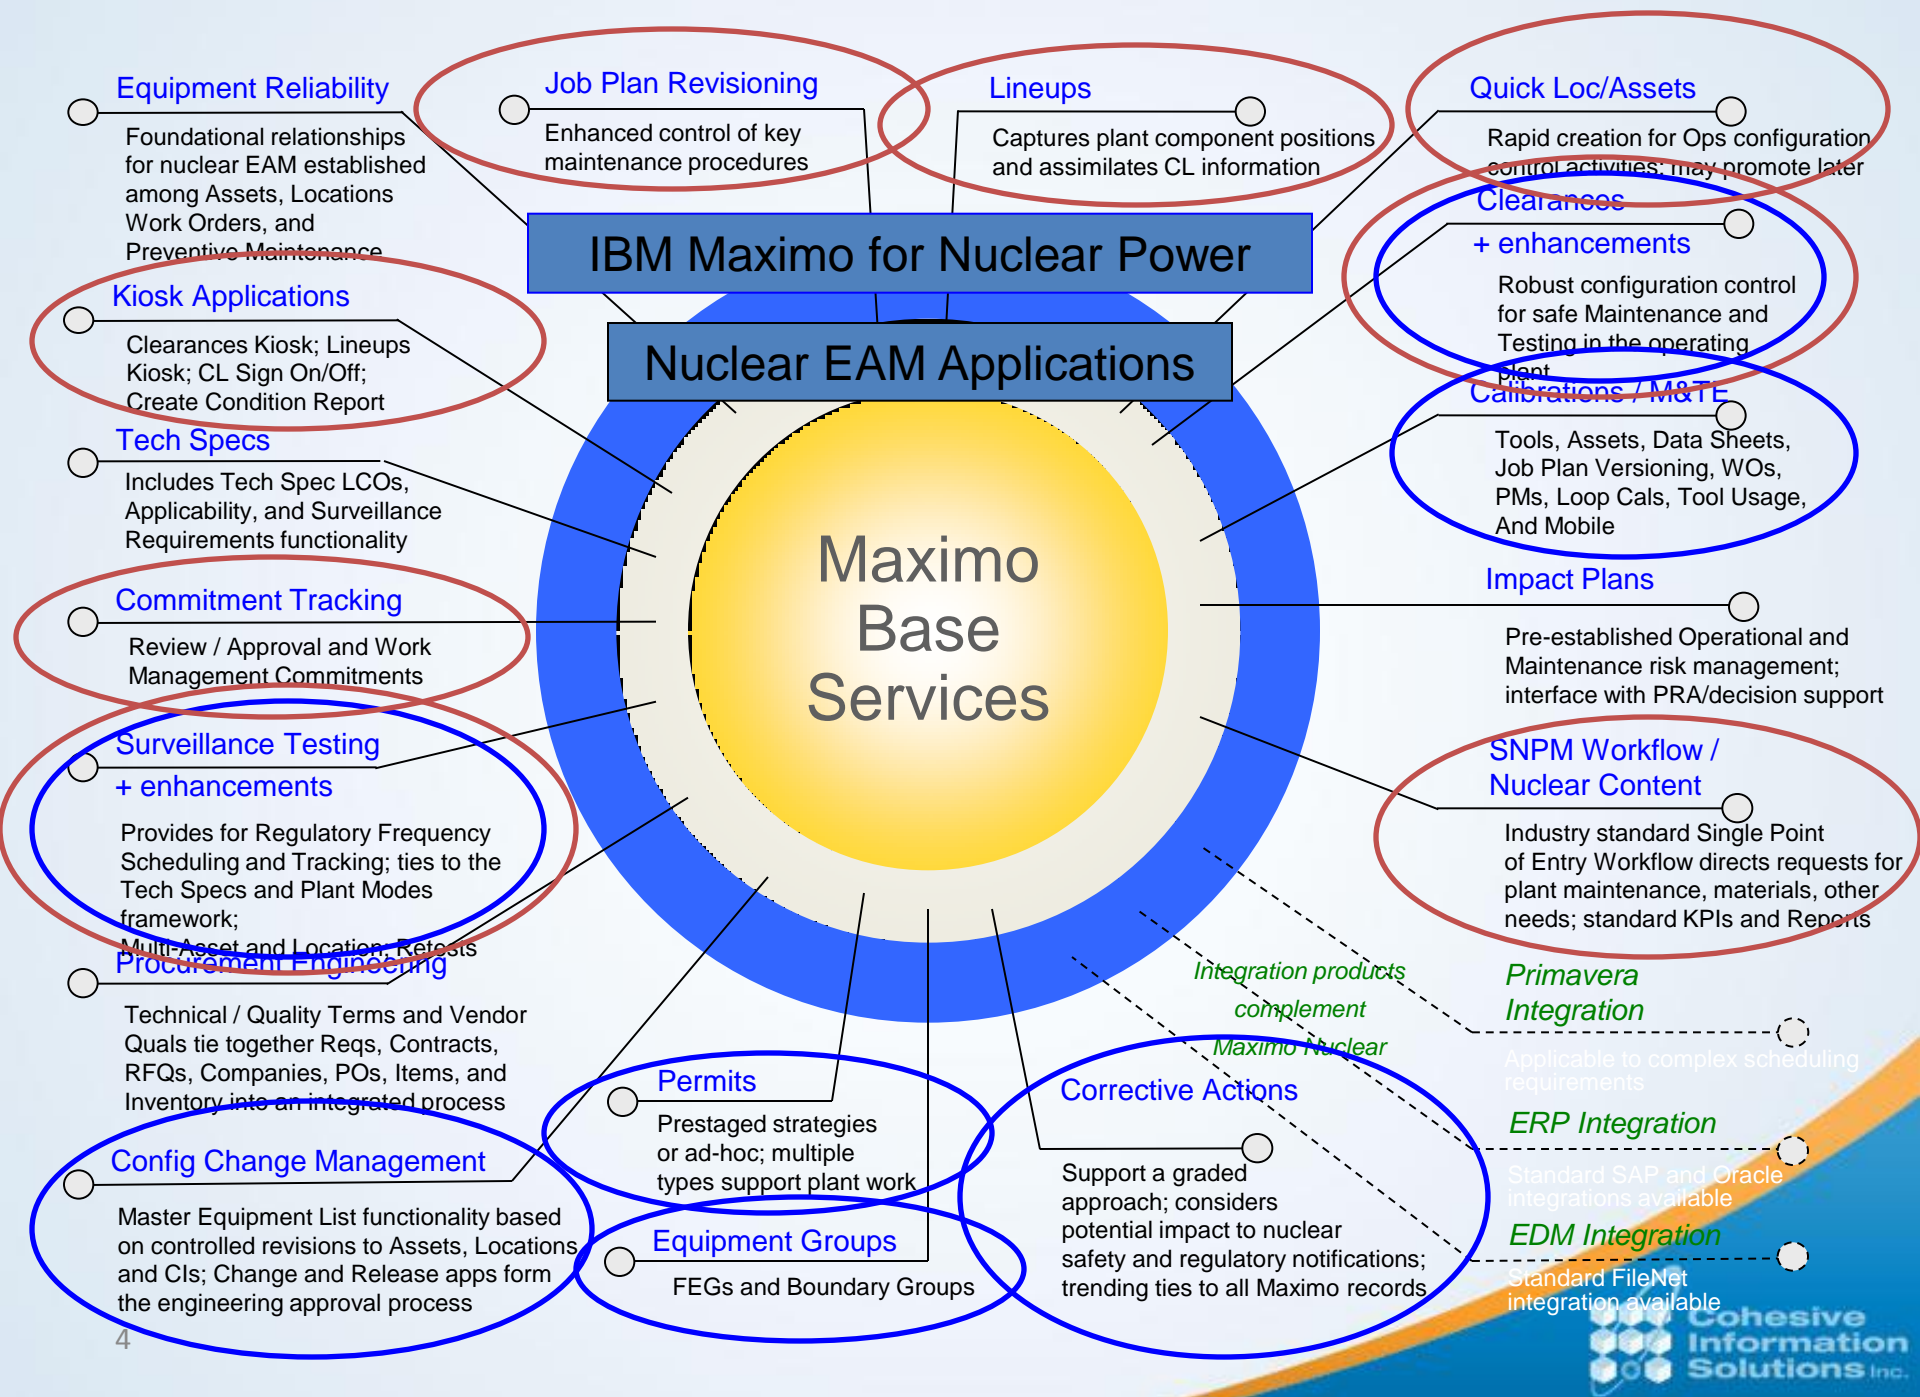 Equipment Reliability
Foundational relationships
for nuclear EAM established
among Assets, Locations
Work Orders, and
Preventive Maintenance
Job Plan Revisioning
Enhanced control of key
maintenance procedures
Lineups
Captures plant component positions
and assimilates CL information
Quick Loc/Assets
Rapid creation for Ops configuration
control activities; may promote later
IBM Maximo for Nuclear Power
Nuclear EAM Applications
Maximo
Base
Services
Kiosk Applications
Clearances Kiosk; Lineups
Kiosk; CL Sign On/Off;
Create Condition Report
Tech Specs
Includes Tech Spec LCOs,
Applicability, and Surveillance
Requirements functionality
Commitment Tracking
Review / Approval and Work
Management Commitments
Surveillance Testing
+ enhancements
Provides for Regulatory Frequency
Scheduling and Tracking; ties to the
Tech Specs and Plant Modes
framework;
Multi-Asset and Location; Retests
Procurement Engineering
Technical / Quality Terms and Vendor
Quals tie together Reqs, Contracts,
RFQs, Companies, POs, Items, and
Inventory into an integrated process
Config Change Management
Master Equipment List functionality based
on controlled revisions to Assets, Locations
and CIs; Change and Release apps form
the engineering approval process
Clearances
+ enhancements
Robust configuration control
for safe Maintenance and
Testing in the operating
plant
Calibrations / M&TE
Tools, Assets, Data Sheets,
Job Plan Versioning, WOs,
PMs, Loop Cals, Tool Usage,
And Mobile
Impact Plans
Pre-established Operational and
Maintenance risk management;
interface with PRA/decision support
SNPM Workflow /
Nuclear Content
Industry standard Single Point
of Entry Workflow directs requests for
plant maintenance, materials, other
needs; standard KPIs and Reports
Integration products
complement
Maximo Nuclear
Primavera
Integration
Applicable to complex scheduling
requirements
ERP Integration
Standard SAP and Oracle
integrations available
EDM Integration
Standard FileNet
integration available
Permits
Prestaged strategies
or ad-hoc; multiple
types support plant work
Equipment Groups
FEGs and Boundary Groups
Corrective Actions
Support a graded
approach; considers
potential impact to nuclear
safety and regulatory notifications;
trending ties to all Maximo records
4
Cohesive
Information
Solutions Inc.